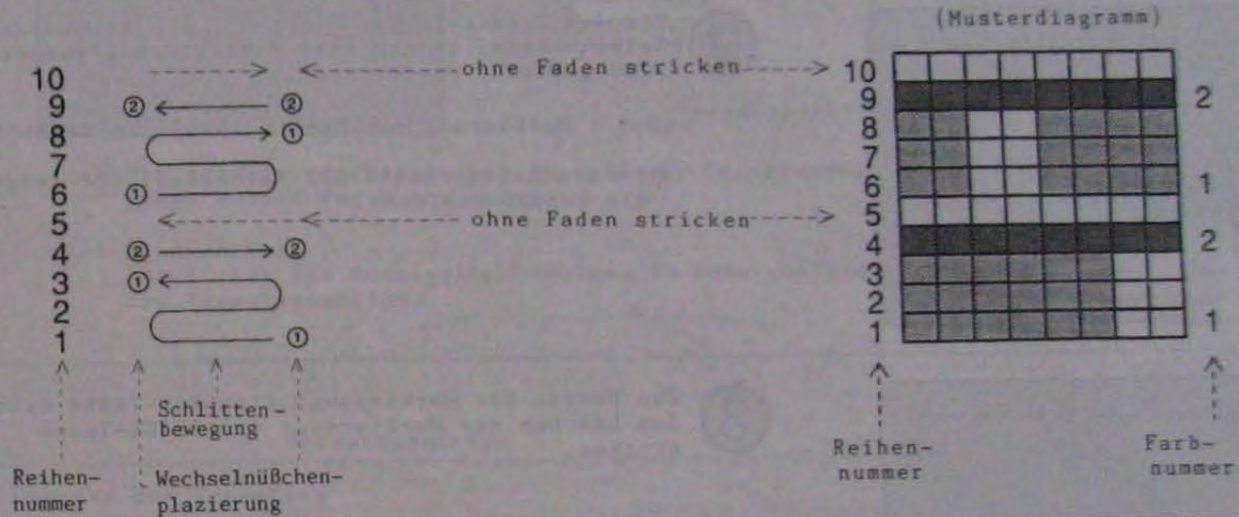 (Musterdiagramm)
10 ohne Faden stricken 10
9 ② ② 9 2
8 ① 8
7 7
6 ① 6 1
5 ohne Faden stricken 5
4 ② ② 4 2
3 ① 3
2 2
1 ① 1 1
Schlitten-
bewegung
Reihen-
nummer
Wechselnüßchen-
plazierung
Reihen-
nummer
Farb-
nummer